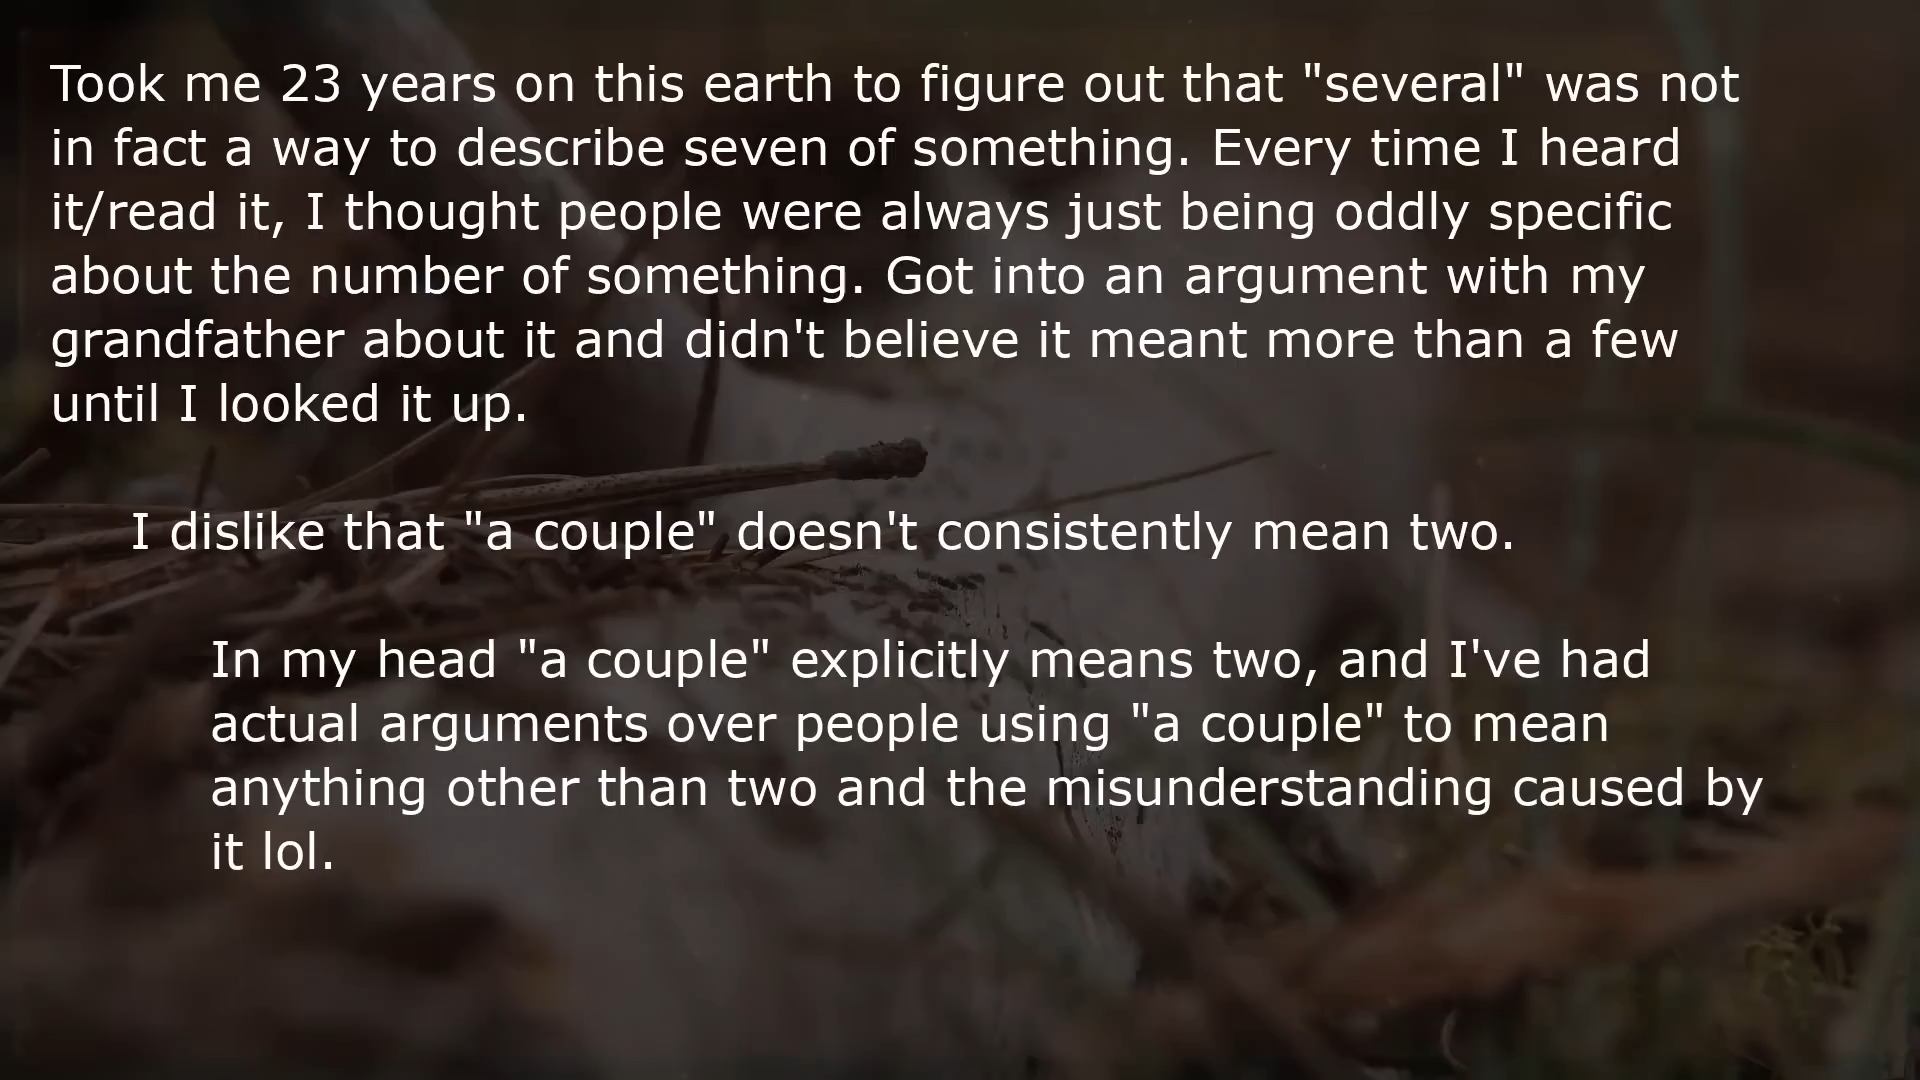 Took me 23 years on this earth to figure out that "several" was not
in fact a way to describe seven of something. Every time I heard
it/read it, I thought people were always just being oddly specific
about the number of something. Got into an argument with my
grandfather about it and didn't believe it meant more than a few
until I looked it up.
I dislike that "a couple" doesn't consistently mean two.
In my head "a couple" explicitly means two, and I've had
actual arguments over people using "a couple" to mean
anything other than two and the misunderstanding caused by
it lol.